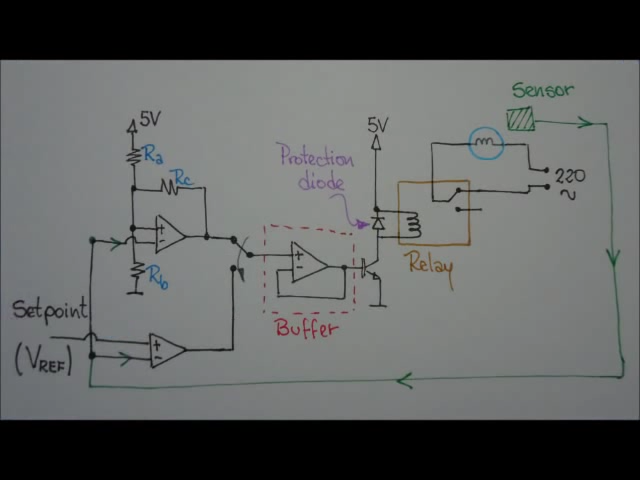 Sensor
5V
5V
Ra
Rc
Protection
diode
220
~
+
-
Rb
+
-
Relay
Setpoint
(VREF)
Buffer
+
-